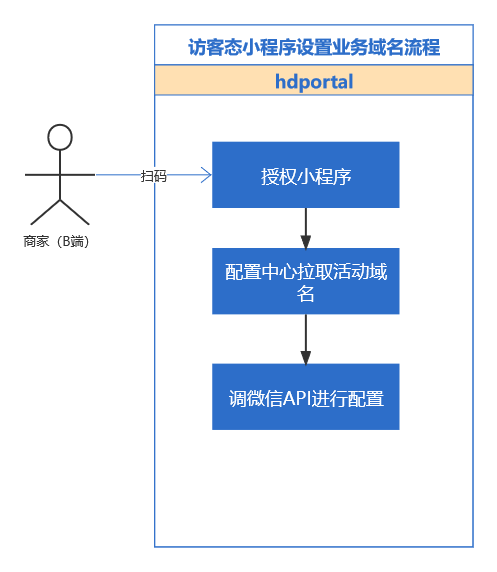 访客态小程序设置业务域名流程
hdportal
扫码
授权小程序
商家（B端）
配置中心拉取活动域
名
调微信API进行配置